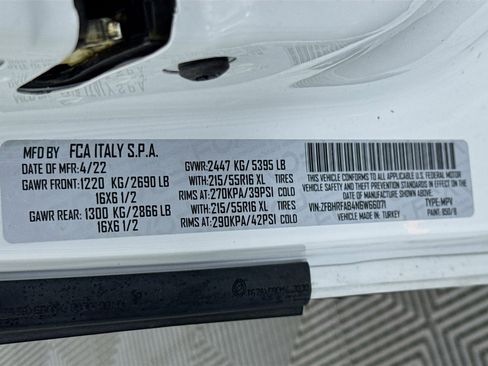 MFD BY FCA ITALY S.P.A.
DATE OF MFR: 4/22 GVWR: 2447 KG/ 5395 LB
GAWR FRONT: 1220 KG/2690 LB WITH: 215/55R16 XL TIRES
16X6 1/2 RIMS AT: 270KPA/39PSI COLD
GAWR REAR: 1300 KG/2866 LB WITH: 215/55R16 XL TIRES
16X6 1/2 RIMS AT: 290KPA/42PSI COLD
THIS VEHICLE CONFORMS TO ALL APPLICABLE U.S. FEDERAL MOTOR
VEHICLE SAFETY AND THEFT PREVENTION STANDARDS IN EFFECT ON THE
DATE OF MANUFACTURE SHOWN ABOVE
VIN: TYPE: MPV
MADE IN: TURKEY PAINT: 850/B